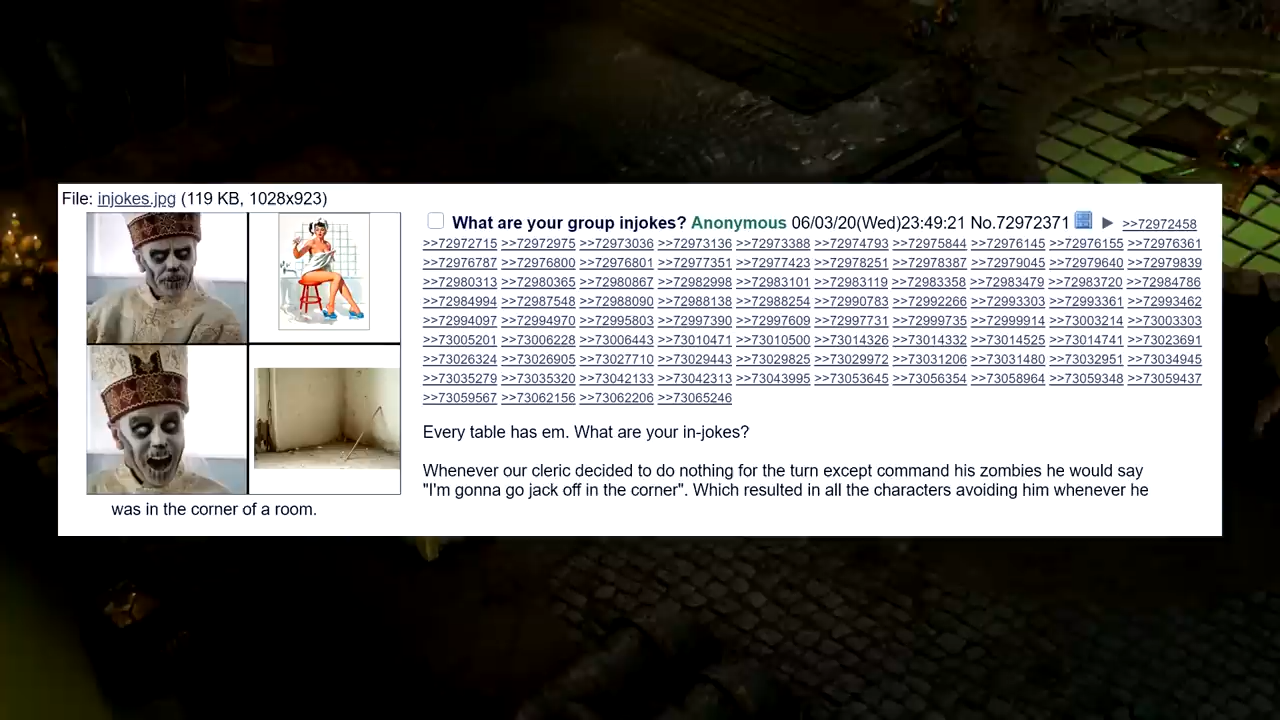 File: injokes.jpg (119 KB, 1028x923)
What are your group injokes? Anonymous 06/03/20(Wed)23:49:21 No.72972371 ▶ >>72972458
>>72972715 >>72972975 >>72973036 >>72973136 >>72973388 >>72974793 >>72975844 >>72976145 >>72976155 >>72976361
>>72976787 >>72976800 >>72976801 >>72977351 >>72977423 >>72978251 >>72978387 >>72979045 >>72979640 >>72979839
>>72980313 >>72980365 >>72980867 >>72982998 >>72983101 >>72983119 >>72983358 >>72983479 >>72983720 >>72984786
>>72984994 >>72987548 >>72988090 >>72988138 >>72988254 >>72990783 >>72992266 >>72993303 >>72993361 >>72993462
>>72994097 >>72994970 >>72995803 >>72997390 >>72997609 >>72997731 >>72999735 >>72999914 >>73003214 >>73003303
>>73005201 >>73006228 >>73006443 >>73010471 >>73010500 >>73014326 >>73014332 >>73014525 >>73014741 >>73023691
>>73026324 >>73026905 >>73027710 >>73029443 >>73029825 >>73029972 >>73031206 >>73031480 >>73032951 >>73034945
>>73035279 >>73035320 >>73042133 >>73042313 >>73043995 >>73053645 >>73056354 >>73058964 >>73059348 >>73059437
>>73059567 >>73062156 >>73062206 >>73065246
Every table has em. What are your in-jokes?
Whenever our cleric decided to do nothing for the turn except command his zombies he would say
"I'm gonna go jack off in the corner". Which resulted in all the characters avoiding him whenever he
was in the corner of a room.